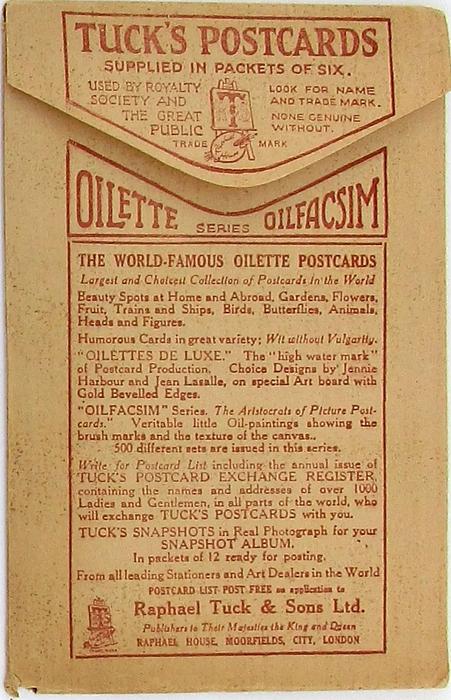 TUCK'S POSTCARDS
SUPPLIED IN PACKETS OF SIX.
USED BY ROYALTY
SOCIETY AND
THE GREAT
PUBLIC
LOOK FOR NAME
AND TRADE MARK.
NONE GENUINE
WITHOUT.
TRADE MARK
OILETTE SERIES OILFACSIM
THE WORLD-FAMOUS OILETTE POSTCARDS
Largest and Choicest Collection of Postcards in the World
Beauty Spots at Home and Abroad, Gardens, Flowers,
Fruit, Trains and Ships, Birds, Butterflies, Animals,
Heads and Figures.
Humorous Cards in great variety; Wit without Vulgarity.
"OILETTES DE LUXE." The "high water mark"
of Postcard Production. Choice Designs by Jennie
Harbour and Jean Lasalle, on special Art board with
Gold Bevelled Edges.
"OILFACSIM" Series. The Aristocrats of Picture Post-
cards." Veritable little Oil-paintings showing the
brush marks and the texture of the canvas..
500 different sets are issued in this series.
Write for Postcard List including the annual issue of
TUCK'S POSTCARD EXCHANGE REGISTER,
containing the names and addresses of over 1000
Ladies and Gentlemen, in all parts of the world, who
will exchange TUCK'S POSTCARDS with you.
TUCK'S SNAPSHOTS in Real Photograph for your
SNAPSHOT ALBUM.
In packets of 12 ready for posting.
From all leading Stationers and Art Dealers in the World
POSTCARD LIST POST FREE on application to
Raphael Tuck & Sons Ltd.
Publishers to Their Majesties the King and Queen
RAPHAEL HOUSE, MOORFIELDS, CITY, LONDON